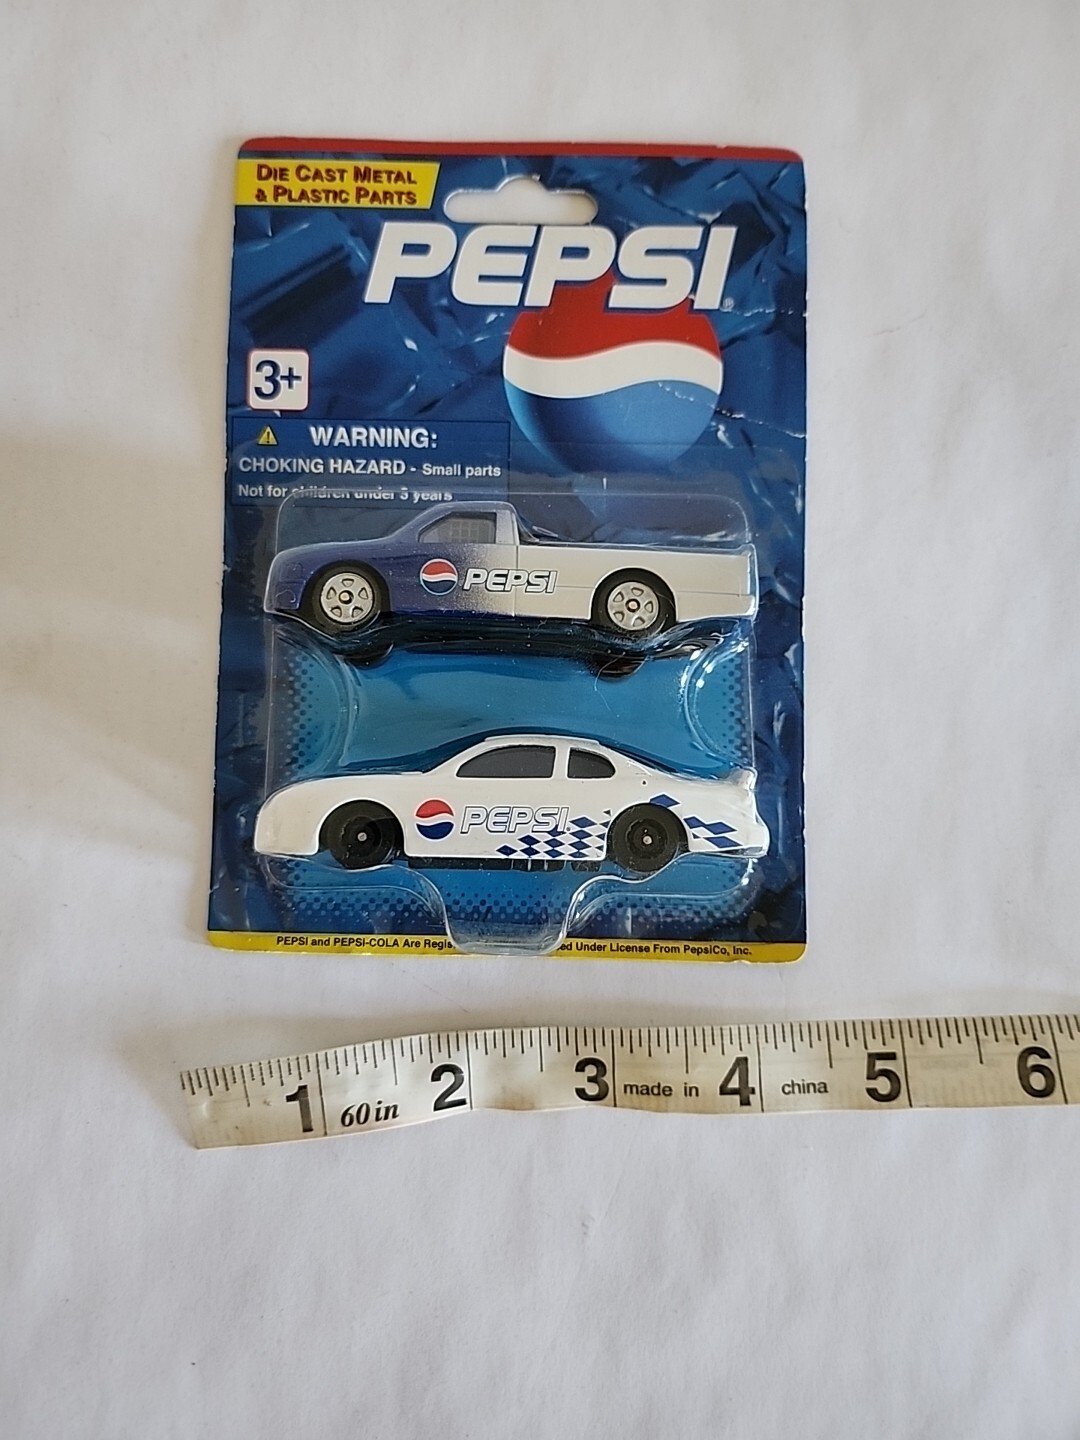 DIE CAST METAL
& PLASTIC PARTS
PEPSI®
3+
WARNING:
CHOKING HAZARD - Small parts
Not for children under 3 years
PEPSI
PEPSI
PEPSI and PEPSI-COLA Are Regis ed Under License From PepsiCo, Inc.
1 60 in 2 3 made in 4 china 5 6